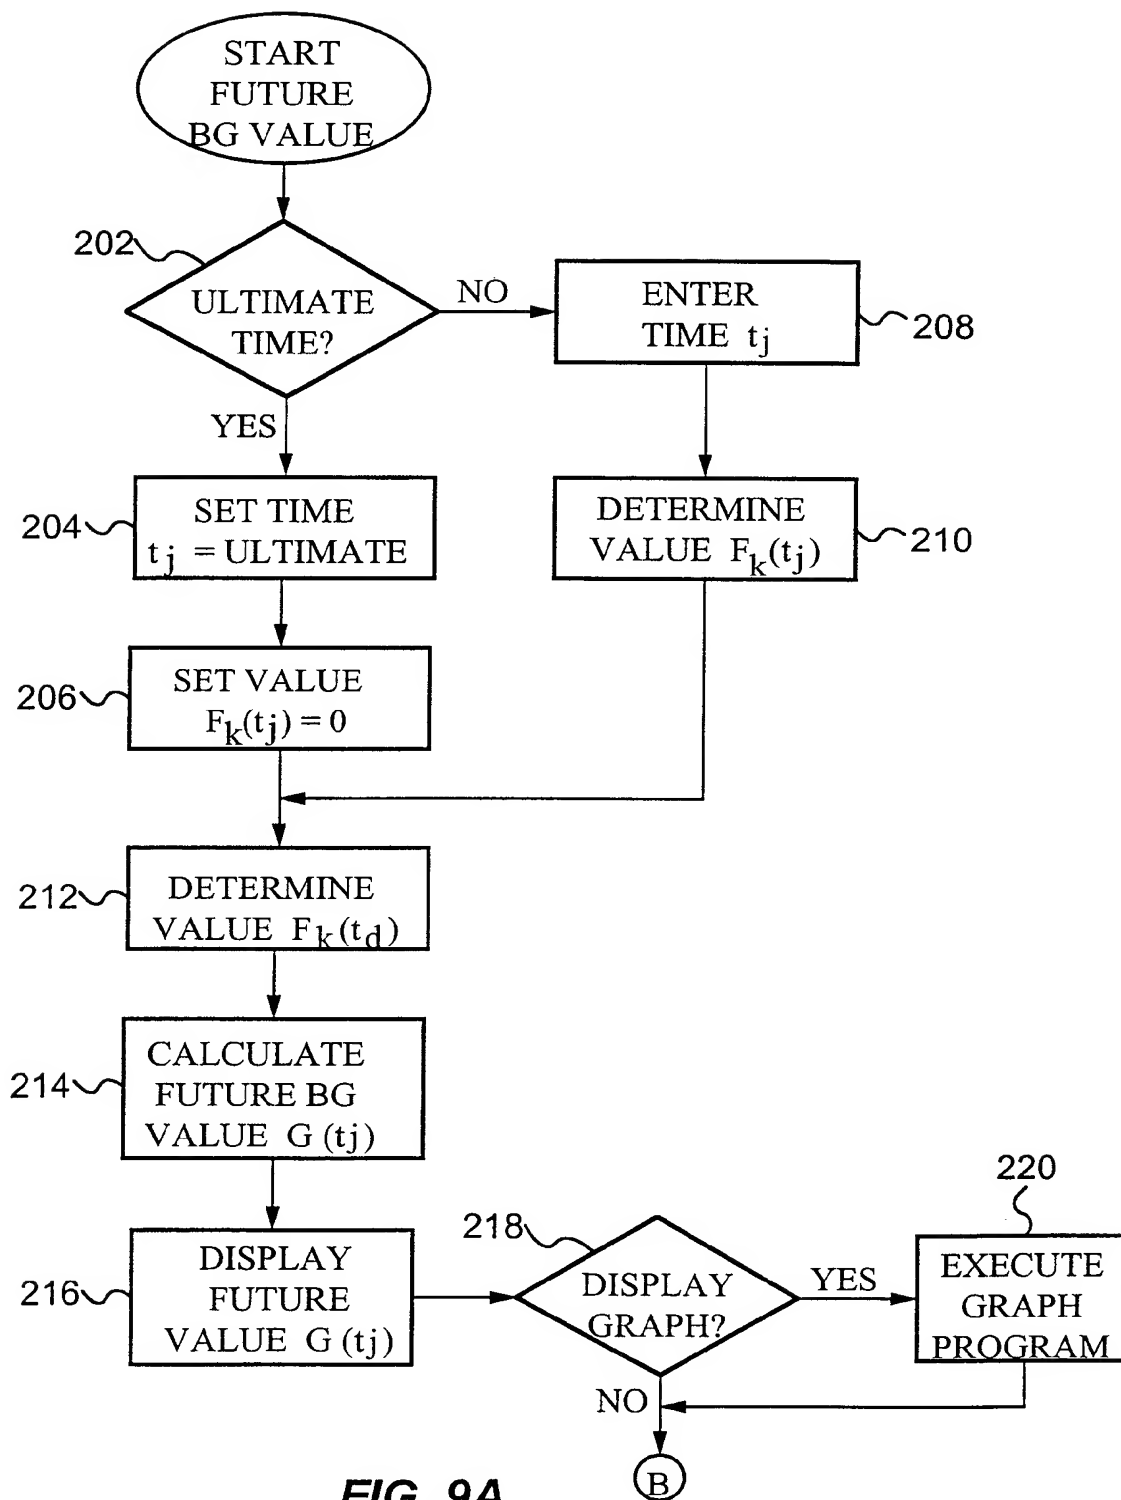 START
FUTURE
BG VALUE
202
ULTIMATE
TIME?
NO
ENTER
TIME tj
208
YES
204
SET TIME
tj = ULTIMATE
DETERMINE
VALUE Fk(tj)
210
206
SET VALUE
Fk(tj) = 0
212
DETERMINE
VALUE Fk(td)
214
CALCULATE
FUTURE BG
VALUE G (tj)
216
DISPLAY
FUTURE
VALUE G (tj)
218
DISPLAY
GRAPH?
YES
220
EXECUTE
GRAPH
PROGRAM
NO
B
FIG. 9A